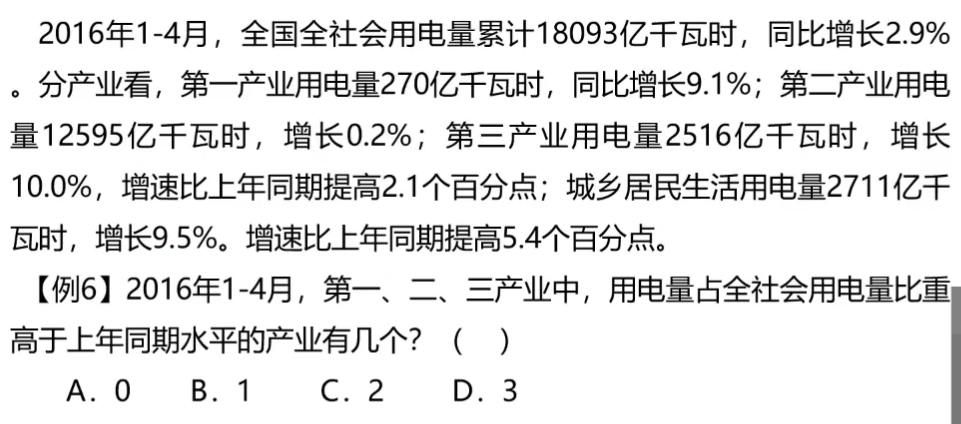 2016年1-4月，全国全社会用电量累计18093亿千瓦时，同比增长2.9%
。分产业看，第一产业用电量270亿千瓦时，同比增长9.1%；第二产业用电
量12595亿千瓦时，增长0.2%；第三产业用电量2516亿千瓦时，增长
10.0%，增速比上年同期提高2.1个百分点；城乡居民生活用电量2711亿千
瓦时，增长9.5%。增速比上年同期提高5.4个百分点。
【例6】2016年1-4月，第一、二、三产业中，用电量占全社会用电量比重
高于上年同期水平的产业有几个？（ ）
A．0 B．1 C．2 D．3